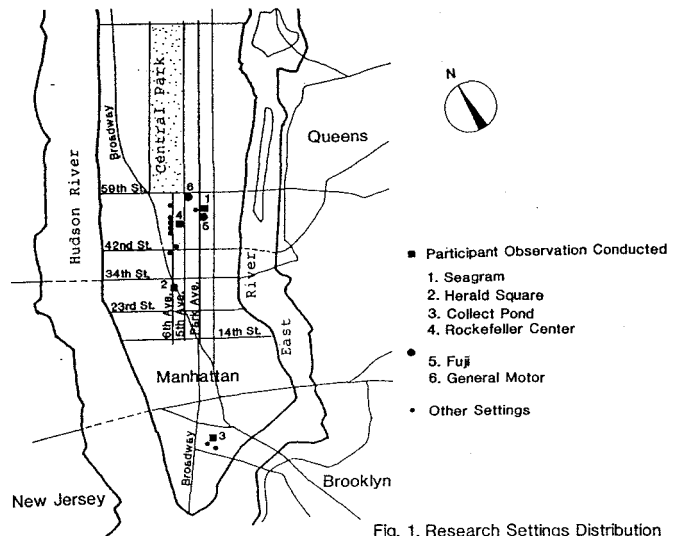 N
Hudson River
Broadway
Central Park
Queens
59th St.
6
1
4
5
42nd St.
34th St.
2
6th Ave.
5th Ave.
Park Ave.
River
23rd St.
14th St.
East
Manhattan
3
Broadway
Brooklyn
New Jersey
■ Participant Observation Conducted
1. Seagram
2. Herald Square
3. Collect Pond
4. Rockefeller Center
●
5. Fuji
6. General Motor
• Other Settings
Fig. 1. Research Settings Distribution